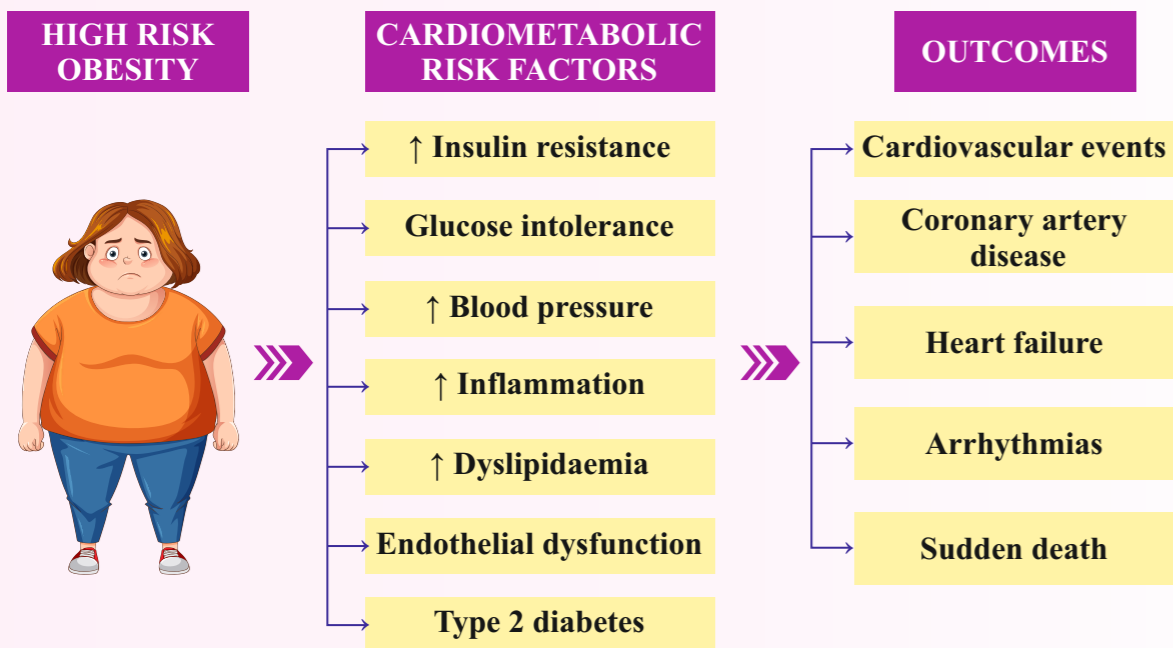 HIGH RISK
OBESITY
CARDIOMETABOLIC
RISK FACTORS
↑ Insulin resistance
Glucose intolerance
↑ Blood pressure
↑ Inflammation
↑ Dyslipidaemia
Endothelial dysfunction
Type 2 diabetes
OUTCOMES
Cardiovascular events
Coronary artery
disease
Heart failure
Arrhythmias
Sudden death